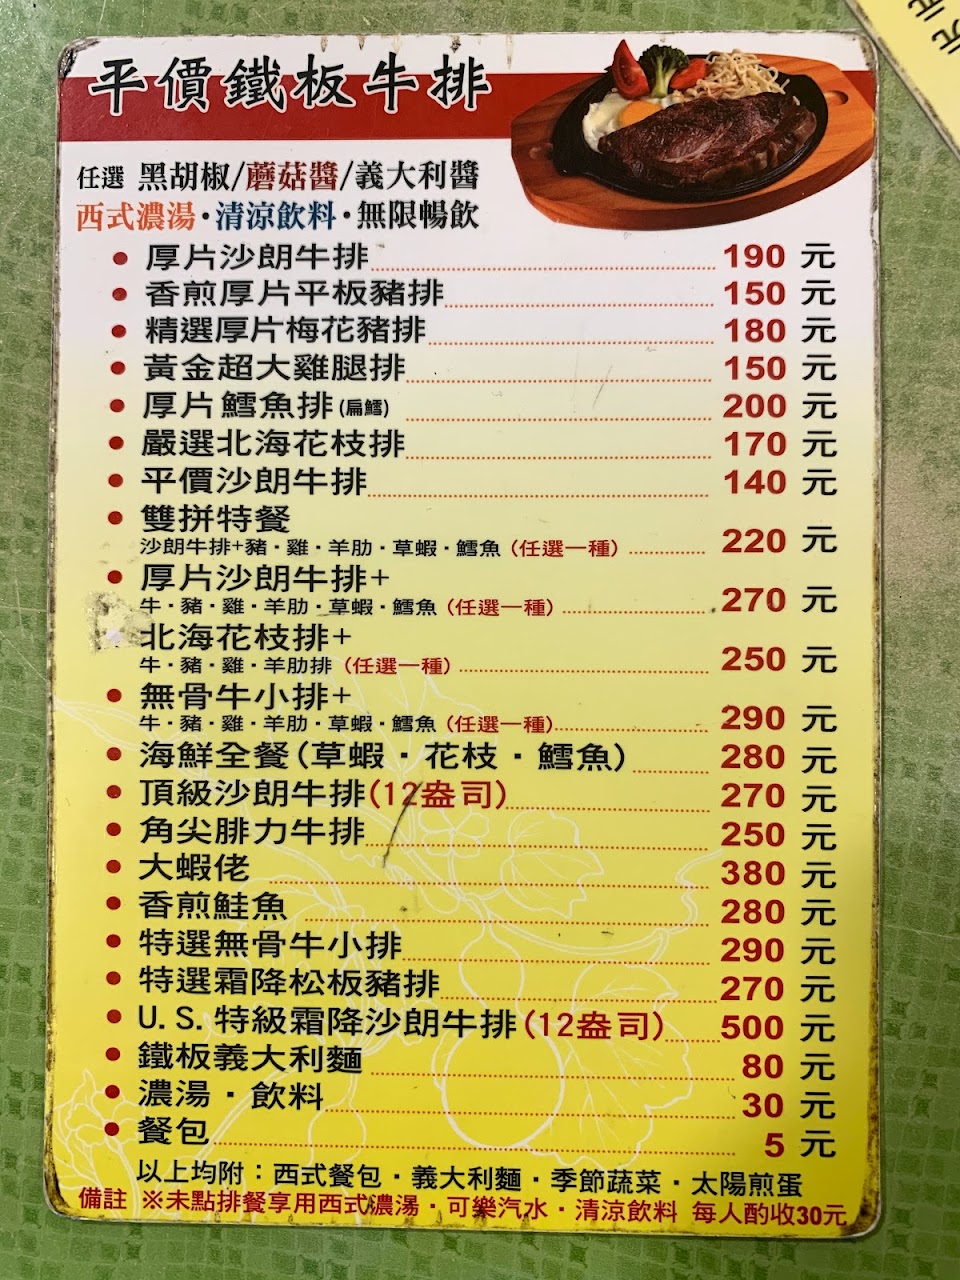 平價鐵板牛排
任選 黑胡椒/蘑菇醬/義大利醬
西式濃湯·清涼飲料·無限暢飲
• 厚片沙朗牛排 190 元
• 香煎厚片平板豬排 150 元
• 精選厚片梅花豬排 180 元
• 黃金超大雞腿排 150 元
• 厚片鱈魚排(扁鱈) 200 元
• 嚴選北海花枝排 170 元
• 平價沙朗牛排 140 元
• 雙拼特餐
沙朗牛排+豬·雞·羊肋·草蝦·鱈魚(任選一種) 220 元
• 厚片沙朗牛排+
牛·豬·雞·羊肋·草蝦·鱈魚(任選一種) 270 元
北海花枝排+
牛·豬·雞·羊肋排(任選一種) 250 元
• 無骨牛小排+
牛·豬·雞·羊肋·草蝦·鱈魚(任選一種) 290 元
• 海鮮全餐(草蝦·花枝·鱈魚) 280 元
• 頂級沙朗牛排(12盎司) 270 元
• 角尖腓力牛排 250 元
• 大蝦佬 380 元
• 香煎鮭魚 280 元
• 特選無骨牛小排 290 元
• 特選霜降松板豬排 270 元
• U.S.特級霜降沙朗牛排(12盎司) 500 元
• 鐵板義大利麵 80 元
• 濃湯·飲料 30 元
• 餐包 5 元
以上均附：西式餐包·義大利麵·季節蔬菜·太陽煎蛋
備註 ※未點排餐享用西式濃湯·可樂汽水·清涼飲料 每人酌收30元